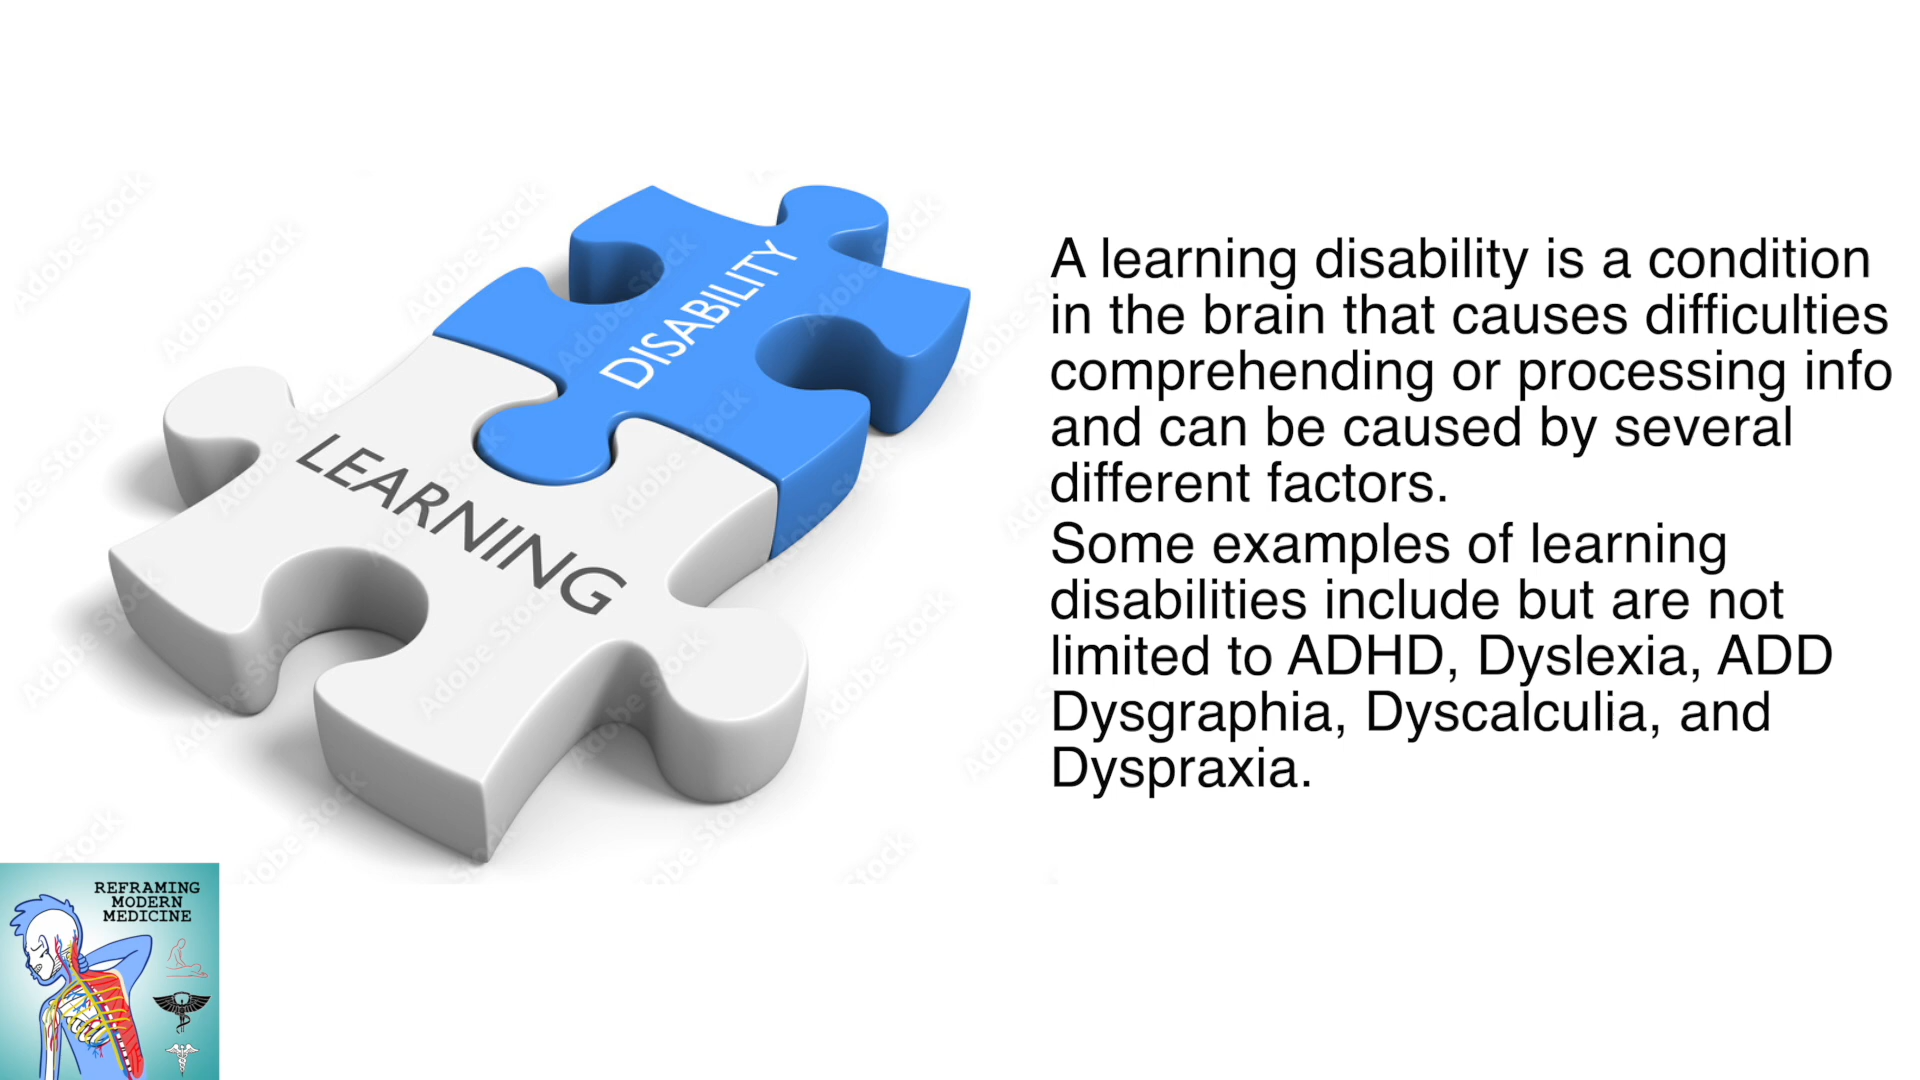 DISABILITY
LEARNING
A learning disability is a condition
in the brain that causes difficulties
comprehending or processing info
and can be caused by several
different factors.
Some examples of learning
disabilities include but are not
limited to ADHD, Dyslexia, ADD
Dysgraphia, Dyscalculia, and
Dyspraxia.
REFRAMING
MODERN
MEDICINE
Adobe Stock